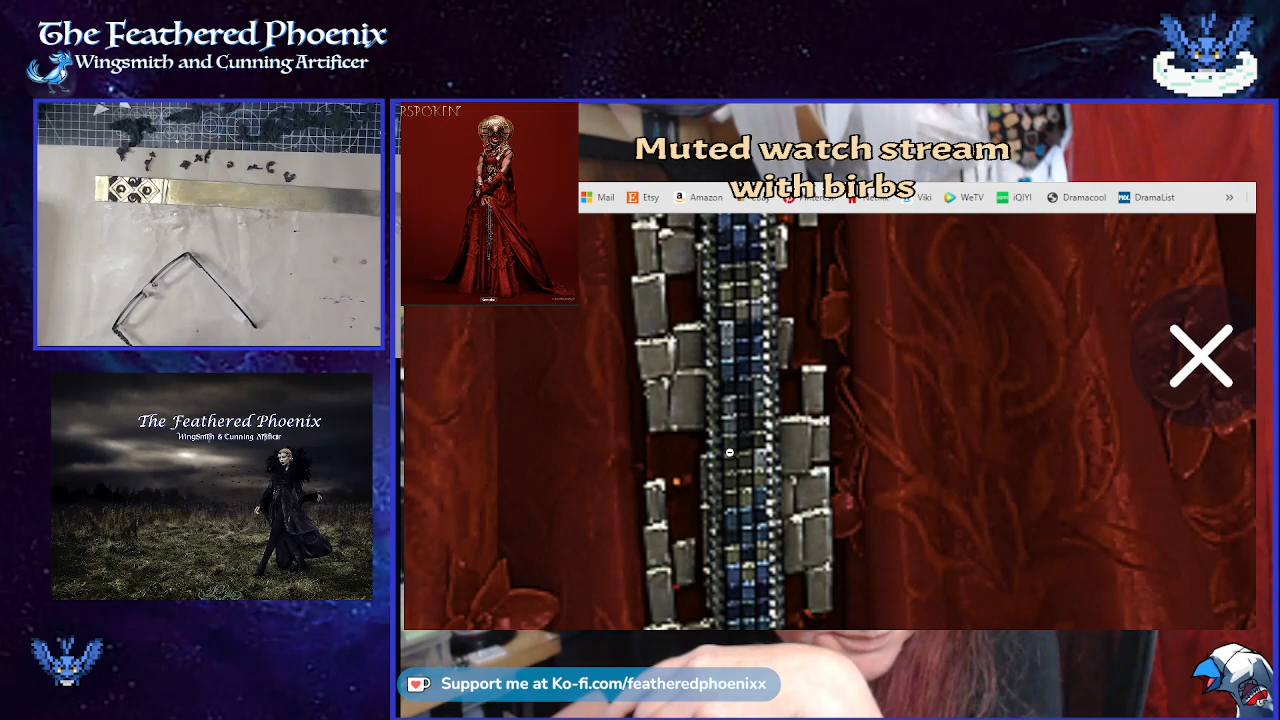 The Feathered Phoenix
Wingsmith and Cunning Artificer
RSPOKEN
Muted watch stream
with birbs
Mail Etsy Amazon Viki WeTV iQIYI Dramacool DramaList »
The Feathered Phoenix
WingSmith & Cunning Artificer
Support me at Ko-fi.com/featheredphoenixx